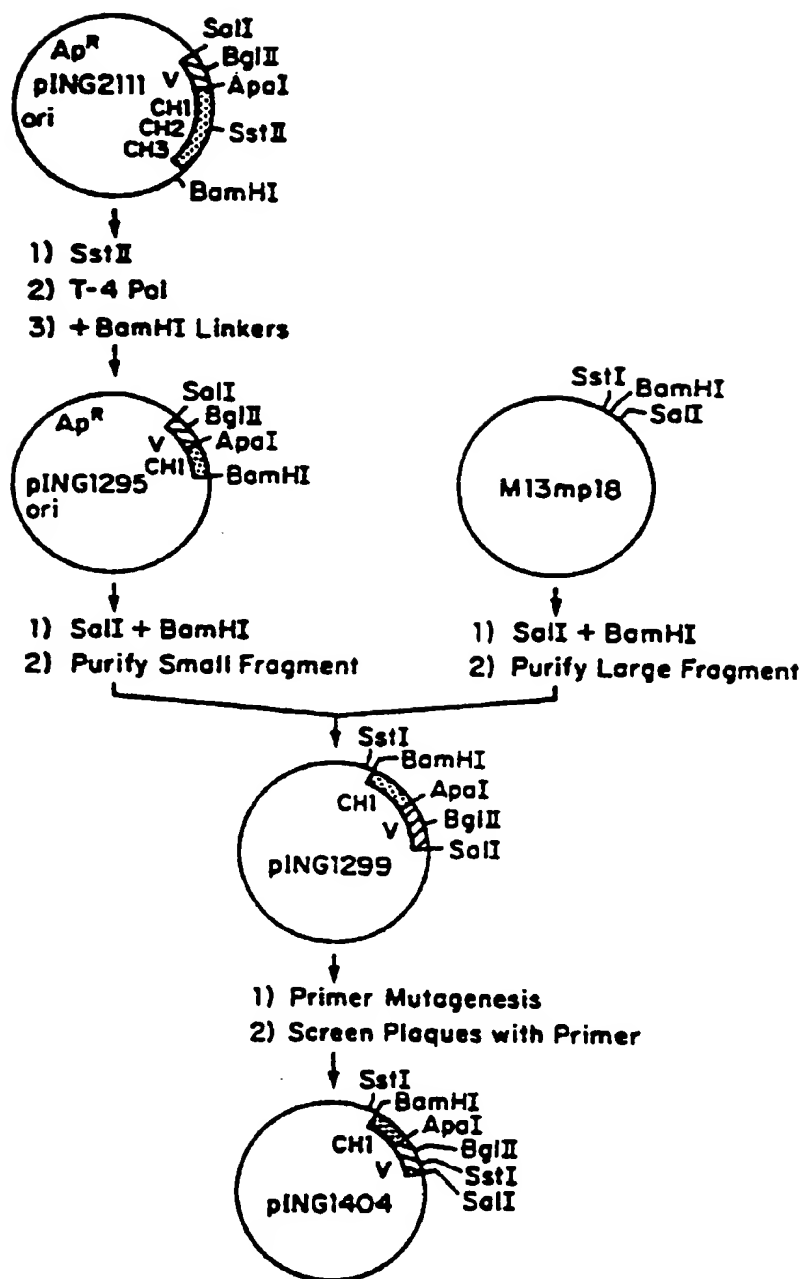 SalI
Ap^R
BglII
V
pING2111
ApaI
ori
CH1
CH2
SstII
CH3
BamHI
1) SstII
2) T-4 Pol
3) +BamHI Linkers
SalI
Ap^R
BglII
V
ApaI
CH1
BamHI
pING1295
ori
SstI
BamHI
SalI
M13mp18
1) SalI + BamHI
2) Purify Small Fragment
1) SalI + BamHI
2) Purify Large Fragment
SstI
BamHI
ApaI
CH1
BglII
V
SalI
pING1299
1) Primer Mutagenesis
2) Screen Plaques with Primer
SstI
BamHI
ApaI
CH1
BglII
V
SstI
SalI
pING1404